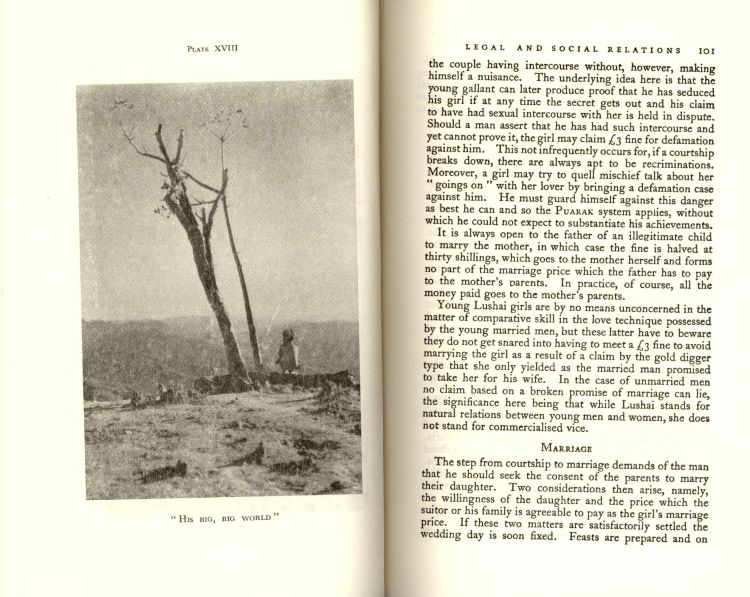 PLATE XVIII
"HIS BIG, BIG WORLD"
LEGAL AND SOCIAL RELATIONS 101
the couple having intercourse without, however, making
himself a nuisance. The underlying idea here is that the
young gallant can later produce proof that he has seduced
his girl if at any time the secret gets out and his claim
to have had sexual intercourse with her is held in dispute.
Should a man assert that he has had such intercourse and
yet cannot prove it, the girl may claim £3 fine for defamation
against him. This not infrequently occurs for, if a courtship
breaks down, there are always apt to be recriminations.
Moreover, a girl may try to quell mischief talk about her
"goings on" with her lover by bringing a defamation case
against him. He must guard himself against this danger
as best he can and so the PUARAK system applies, without
which he could not expect to substantiate his achievements.
It is always open to the father of an illegitimate child
to marry the mother, in which case the fine is halved at
thirty shillings, which goes to the mother herself and forms
no part of the marriage price which the father has to pay
to the mother's parents. In practice, of course, all the
money paid goes to the mother's parents.
Young Lushai girls are by no means unconcerned in the
matter of comparative skill in the love technique possessed
by the young married men, but these latter have to beware
they do not get snared into having to meet a £3 fine to avoid
marrying the girl as a result of a claim by the gold digger
type that she only yielded as the married man promised
to take her for his wife. In the case of unmarried men
no claim based on a broken promise of marriage can lie,
the significance here being that while Lushai stands for
natural relations between young men and women, she does
not stand for commercialised vice.
MARRIAGE
The step from courtship to marriage demands of the man
that he should seek the consent of the parents to marry
their daughter. Two considerations then arise, namely,
the willingness of the daughter and the price which the
suitor or his family is agreeable to pay as the girl's marriage
price. If these two matters are satisfactorily settled the
wedding day is soon fixed. Feasts are prepared and on